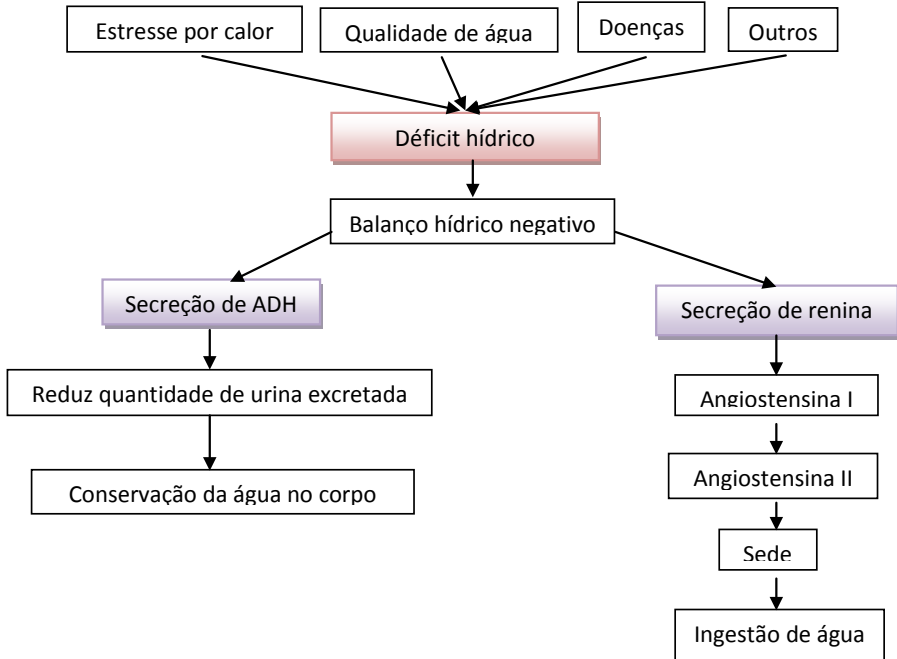 Estresse por calor
Qualidade de água
Doenças
Outros
Déficit hídrico
Balanço hídrico negativo
Secreção de ADH
Secreção de renina
Reduz quantidade de urina excretada
Angiostensina I
Conservação da água no corpo
Angiostensina II
Sede
Ingestão de água